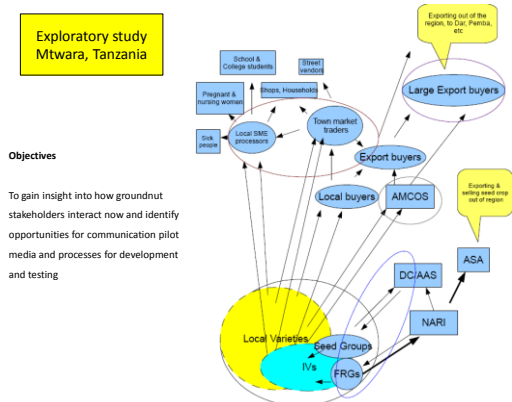 Exploratory study
Mtwara, Tanzania
Objectives
To gain insight into how groundnut
stakeholders interact now and identify
opportunities for communication pilot
media and processes for development
and testing
Exporting out of the
region, to Dar, Pemba,
etc
School &
College students
Street
vendors
Pregnant &
nursing women
Shops, Households
Large Export buyers
Sick
people
Local SME
processors
Town market
traders
Export buyers
Local buyers
AMCOS
Exporting &
selling seed crop
out of region
ASA
DC/AAS
NARI
Local Varieties
Seed Groups
IVs
FRGs